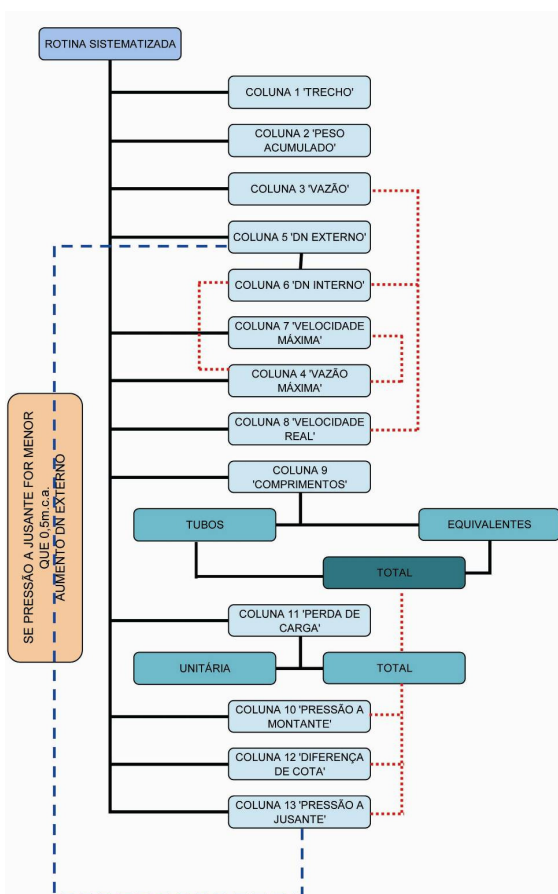 ROTINA SISTEMATIZADA
COLUNA 1 'TRECHO'
COLUNA 2 'PESO
ACUMULADO'
COLUNA 3 'VAZÃO'
COLUNA 5 'DN EXTERNO'
COLUNA 6 'DN INTERNO'
COLUNA 7 'VELOCIDADE
MÁXIMA'
COLUNA 4 'VAZÃO
MÁXIMA'
COLUNA 8 'VELOCIDADE
REAL'
COLUNA 9
'COMPRIMENTOS'
TUBOS
EQUIVALENTES
TOTAL
COLUNA 11 'PERDA DE
CARGA'
UNITÁRIA
TOTAL
COLUNA 10 'PRESSÃO A
MONTANTE'
COLUNA 12 'DIFERENÇA
DE COTA'
COLUNA 13 'PRESSÃO A
JUSANTE'
SE PRESSÃO A JUSANTE FOR MENOR
QUE 0,5m.c.a.
AUMENTO DN EXTERNO